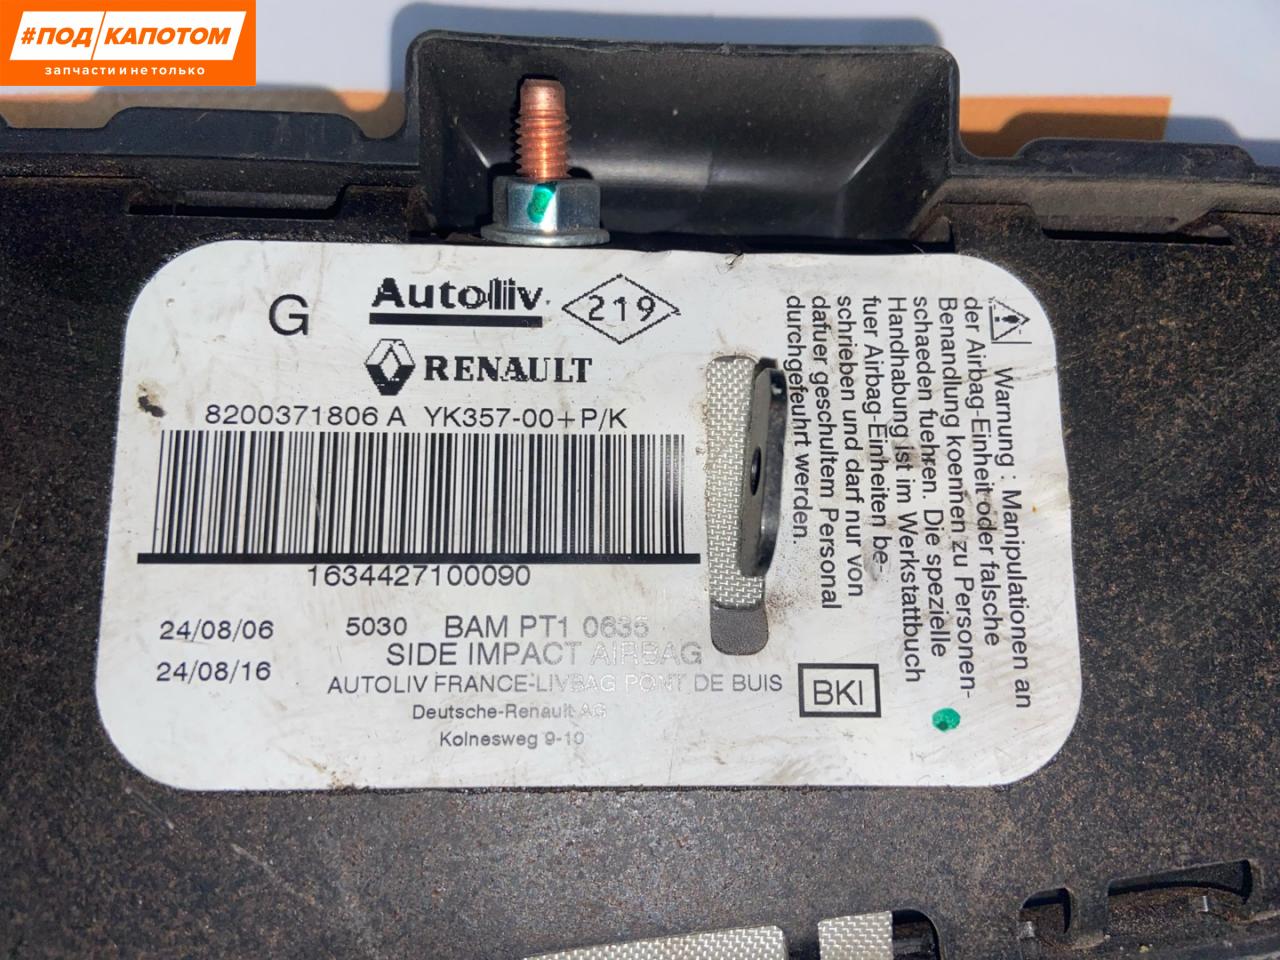 #ПОД/КАПОТОМ
запчасти и не только
G
Autoliv
219
RENAULT
8200371806 A YK357-00+P/K
1634427100090
24/08/06
24/08/16
5030 BAM PT1 0635
SIDE IMPACT AIRBAG
AUTOLIV FRANCE-LIVBAG PONT DE BUIS
Deutsche-Renault AG
Kolnesweg 9-10
BKI
Warnung : Manipulationen an
der Airbag-Einheit oder falsche
Benandlung koennen zu Personen-
schaeden fuehren. Die spezielle
Handhabung ist im Werkstattbuch
fuer Airbag-Einheiten be-
schrieben und darf nur von
dafuer geschultem Personal
durchgefeuhrt werden.